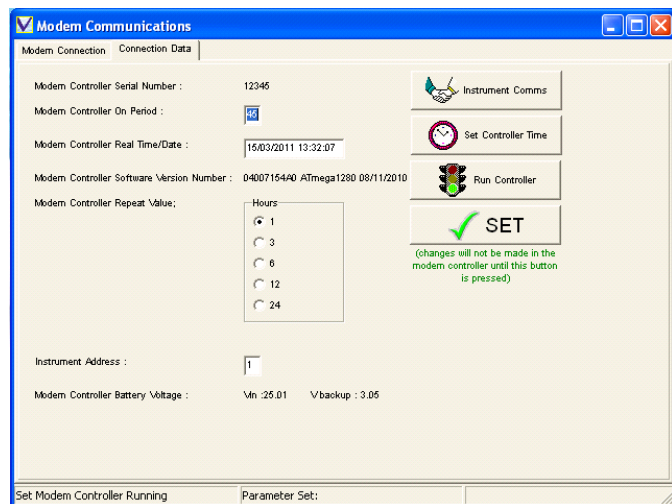 Modem Communications
Modem Connection
Connection Data
Modem Controller Serial Number :
12345
Instrument Comms
Modem Controller On Period :
46
Set Controller Time
Modem Controller Real Time/Date :
15/03/2011 13:32:07
Modem Controller Software Version Number :
04007154A0 ATmega1280 08/11/2010
Run Controller
Modem Controller Repeat Value;
Hours
1
3
6
12
24
SET
(changes will not be made in the
modem controller until this button
is pressed)
Instrument Address :
1
Modem Controller Battery Voltage :
Vin :25.01
Vbackup : 3.05
Set Modem Controller Running
Parameter Set: